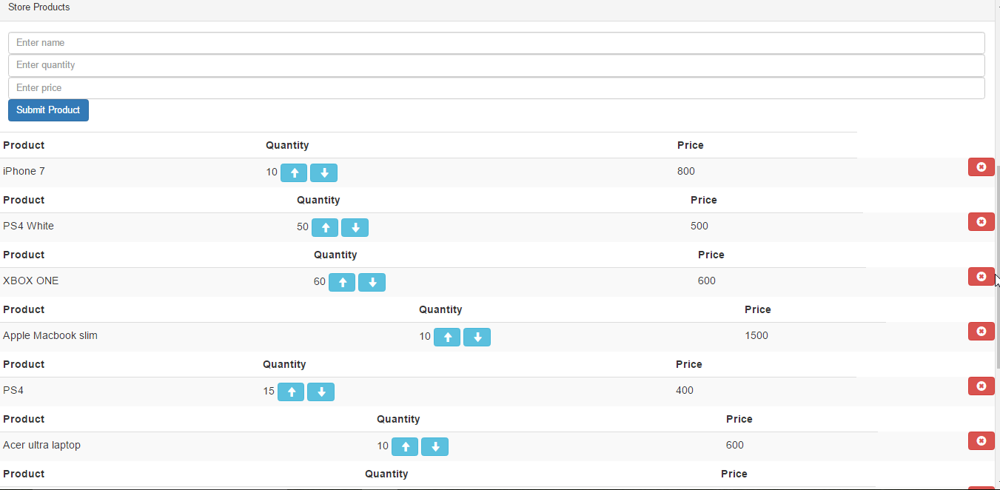 Store Products
Enter name
Enter quantity
Enter price
Submit Product
Product Quantity Price
iPhone 7 10 800
Product Quantity Price
PS4 White 50 500
Product Quantity Price
XBOX ONE 60 600
Product Quantity Price
Apple Macbook slim 10 1500
Product Quantity Price
PS4 15 400
Product Quantity Price
Acer ultra laptop 10 600
Product Quantity Price